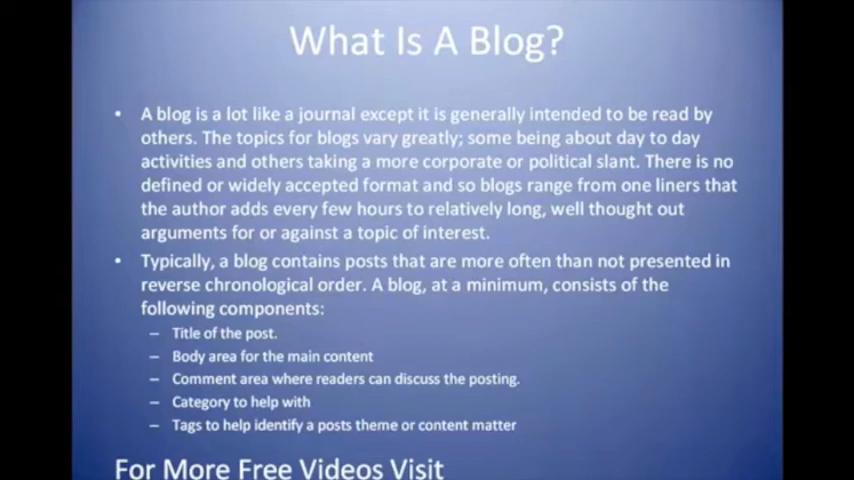 What Is A Blog?
• A blog is a lot like a journal except it is generally intended to be read by
others. The topics for blogs vary greatly; some being about day to day
activities and others taking a more corporate or political slant. There is no
defined or widely accepted format and so blogs range from one liners that
the author adds every few hours to relatively long, well thought out
arguments for or against a topic of interest.
• Typically, a blog contains posts that are more often than not presented in
reverse chronological order. A blog, at a minimum, consists of the
following components:
– Title of the post.
– Body area for the main content
– Comment area where readers can discuss the posting.
– Category to help with
– Tags to help identify a posts theme or content matter
For More Free Videos Visit